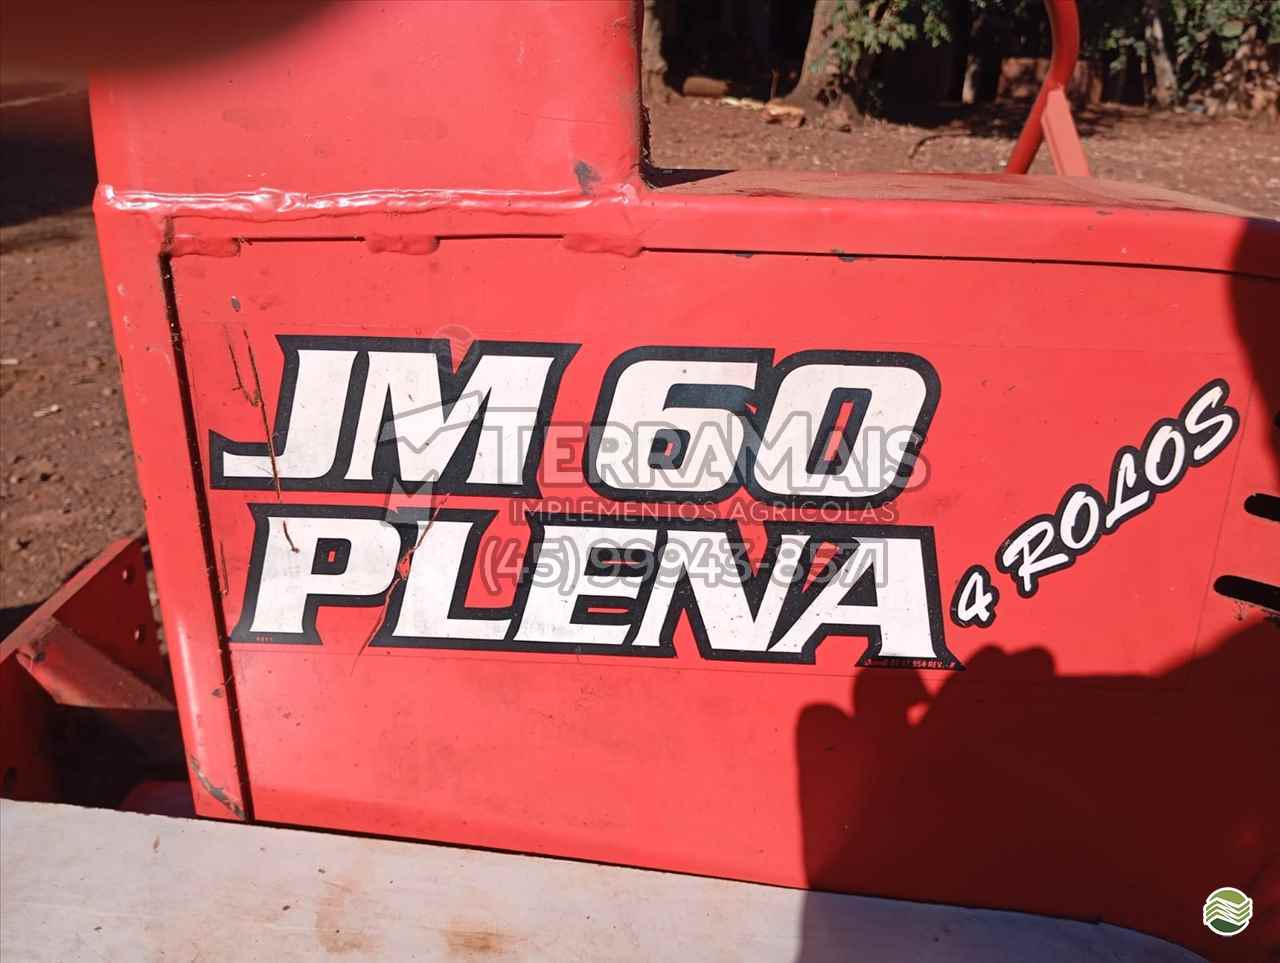 JM 60
PLENA
4 ROLOS
TERRAMAIS
IMPLEMENTOS AGRÍCOLAS
(45)99943-8571